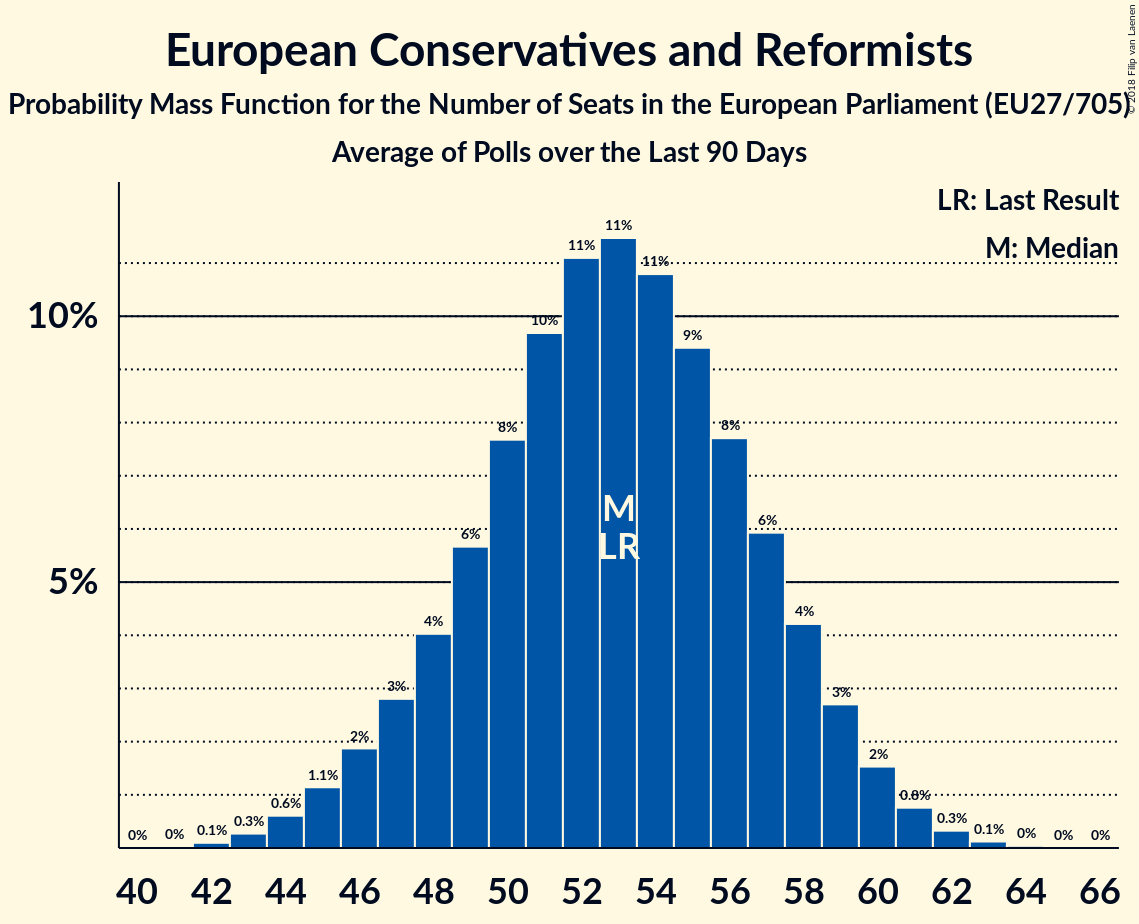 European Conservatives and Reformists
Probability Mass Function for the Number of Seats in the European Parliament (EU27/705)
Average of Polls over the Last 90 Days
© 2018 Filip van Laenen
LR: Last Result
M: Median
10%
5%
0% 0% 0.1% 0.3% 0.6% 1.1% 2% 3% 4% 6% 8% 10% 11% 11% 11% 9% 8% 6% 4% 3% 2% 0.8% 0.3% 0.1% 0% 0% 0%
M
LR
40 42 44 46 48 50 52 54 56 58 60 62 64 66